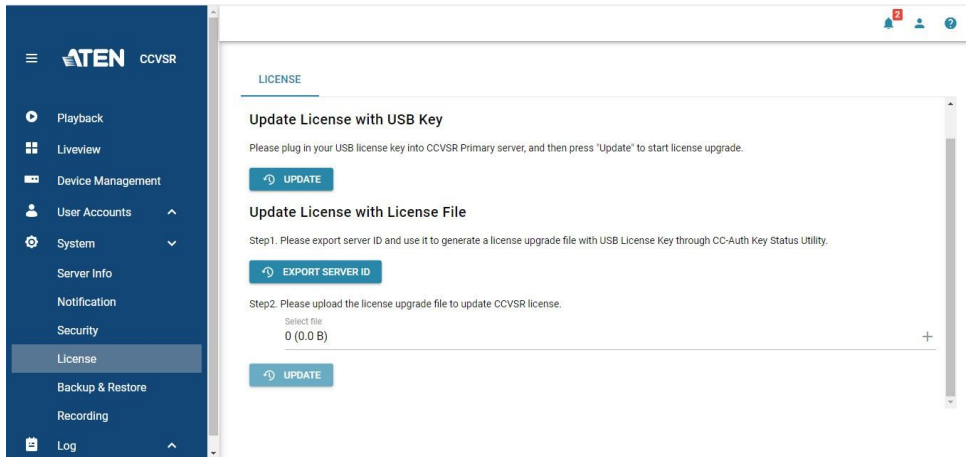 2
ATEN CCVSR
LICENSE
Playback
Liveview
Device Management
User Accounts
System
Server Info
Notification
Security
License
Backup & Restore
Recording
Log
Update License with USB Key
Please plug in your USB license key into CCVSR Primary server, and then press "Update" to start license upgrade.
UPDATE
Update License with License File
Step1. Please export server ID and use it to generate a license upgrade file with USB License Key through CC-Auth Key Status Utility.
EXPORT SERVER ID
Step2. Please upload the license upgrade file to update CCVSR license.
Select file
0 (0.0 B)
UPDATE